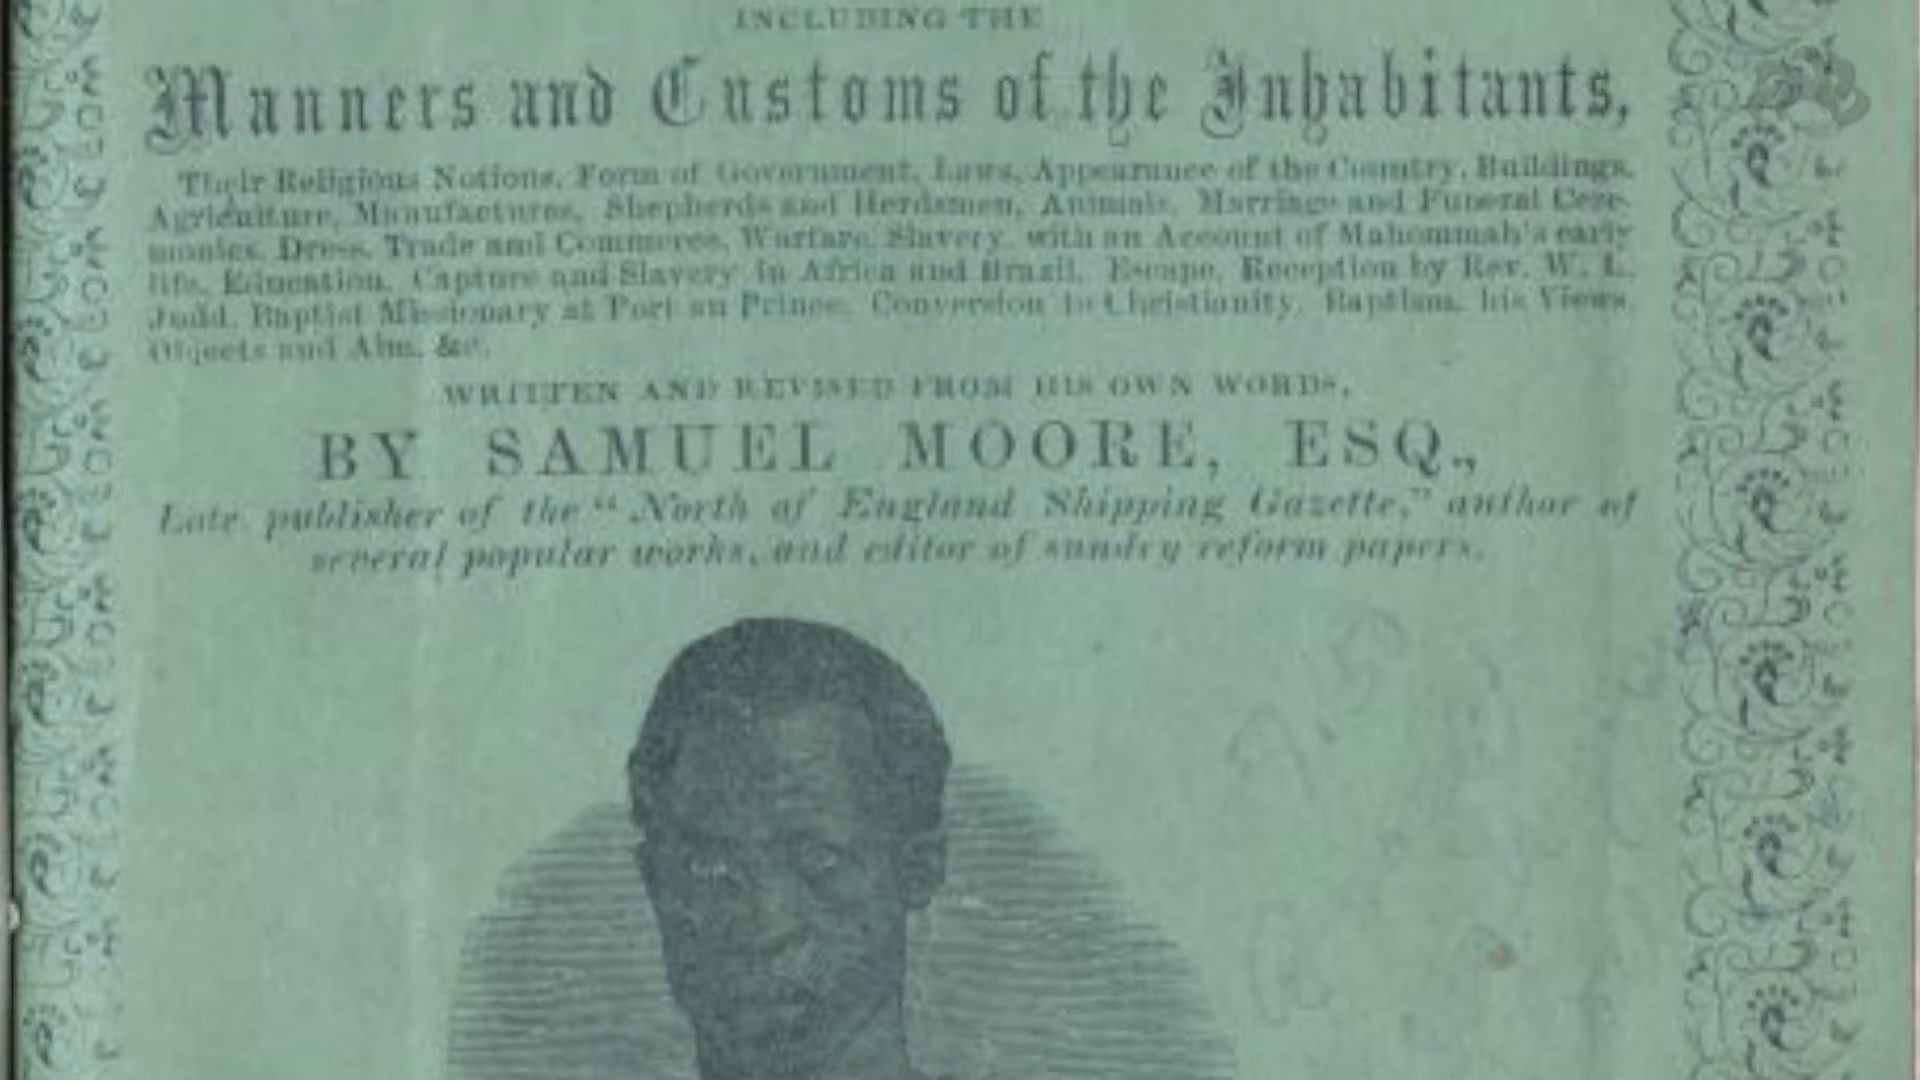 INCLUDING THE
Manners and Customs of the Inhabitants,
Their Religious Notions, Form of Government, Laws, Appearance of the Country, Buildings,
Agriculture, Manufactures, Shepherds and Herdsmen, Animals, Marriage and Funeral Cere-
monies, Dress, Trade and Commerce, Warfare, Slavery, with an Account of Mahommah's early
life, Education, Capture and Slavery in Africa and Brazil, Escape, Reception by Rev. W. L.
Judd, Baptist Missionary at Port au Prince, Conversion to Christianity, Baptism, his Views,
Objects and Aim, &c.
WRITTEN AND REVISED FROM HIS OWN WORDS,
BY SAMUEL MOORE, ESQ.,
Late publisher of the "North of England Shipping Gazette," author of
several popular works, and editor of sundry reform papers.